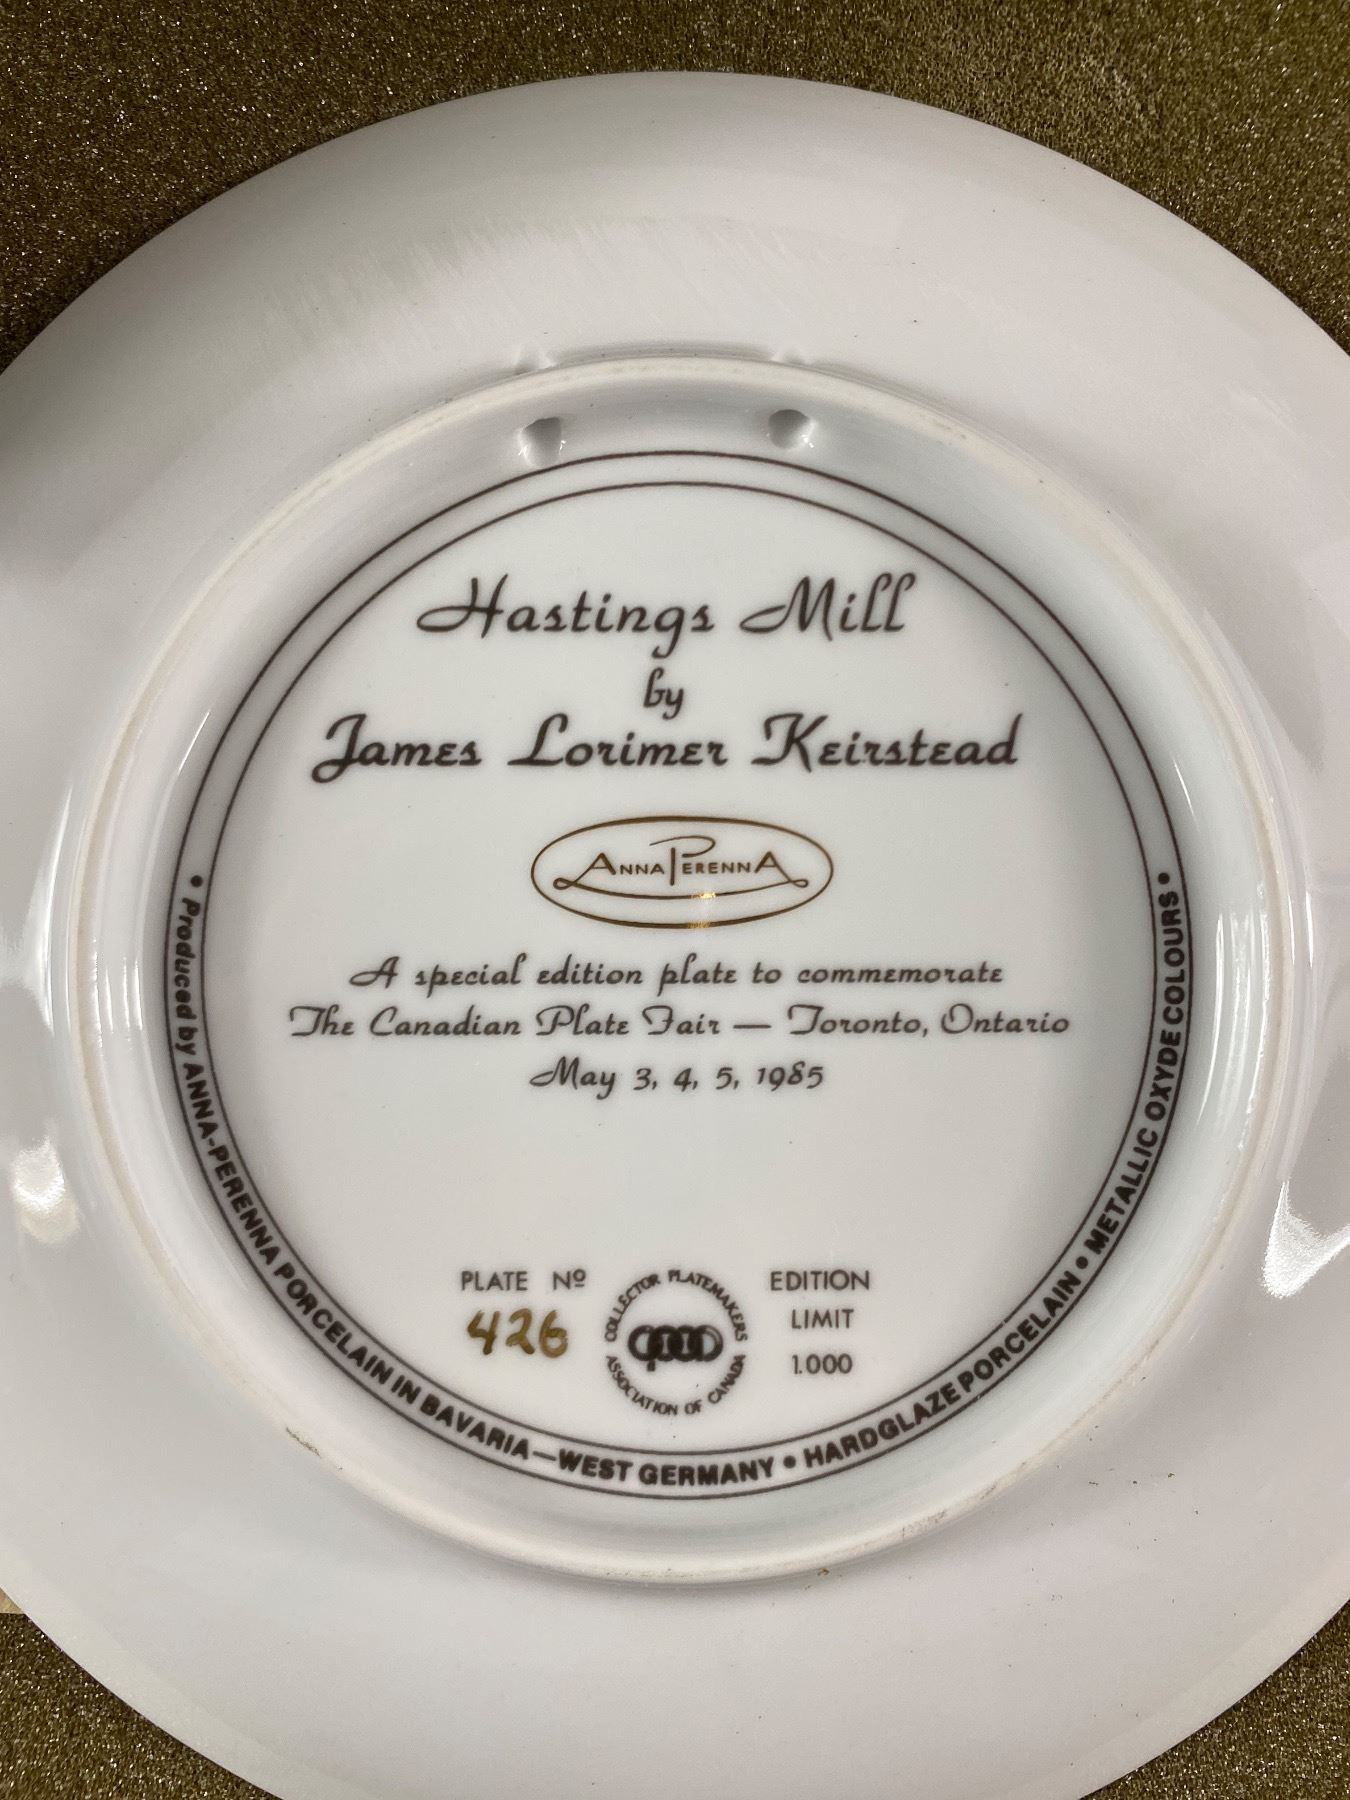 Hastings Mill
by
James Lorimer Keirstead
ANNA PERENNA
A special edition plate to commemorate
The Canadian Plate Fair — Toronto, Ontario
May 3, 4, 5, 1985
PLATE Nº
426
COLLECTOR PLATEMAKERS
ASSOCIATION OF CANADA
EDITION
LIMIT
1.000
• Produced by ANNA-PERENNA PORCELAIN IN BAVARIA—WEST GERMANY • HARDGLAZE PORCELAIN • METALLIC OXYDE COLOURS •